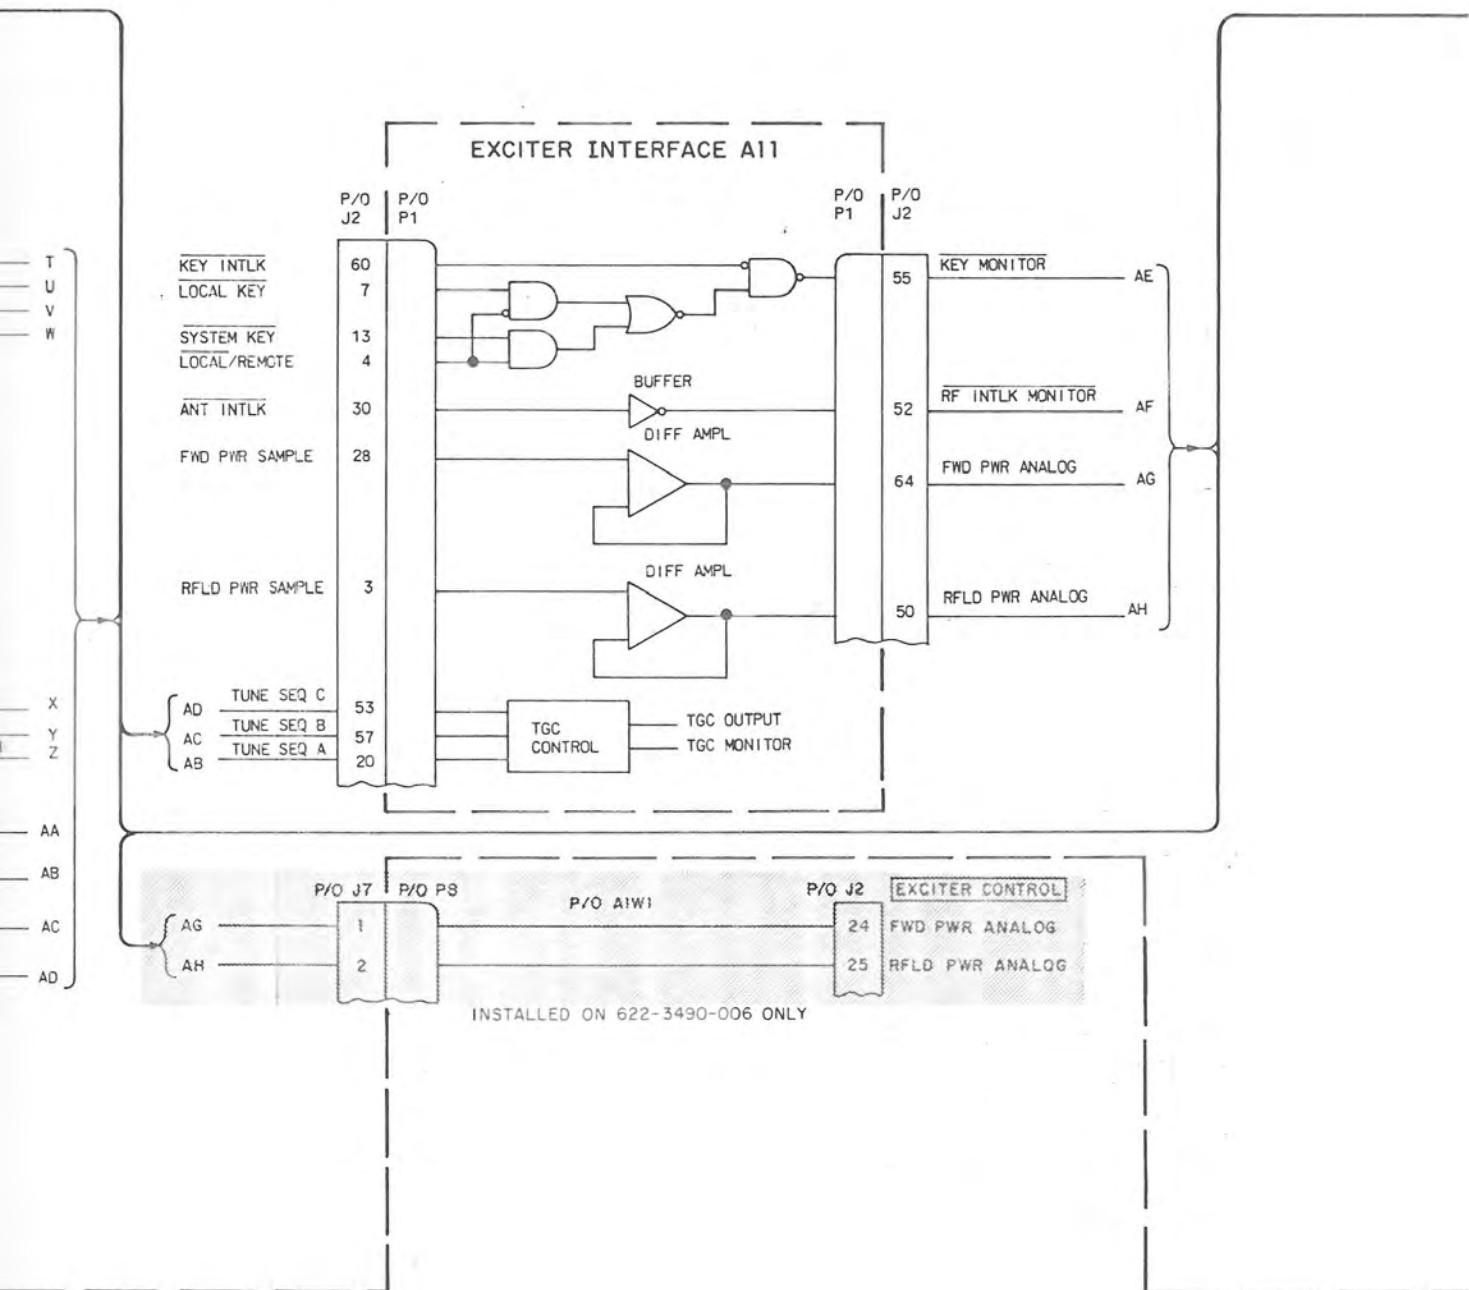 EXCITER INTERFACE A11
P/O J2
P/O P1
P/O P1
P/O J2
T
U
V
W
KEY INTLK 60
LOCAL KEY 7
SYSTEM KEY 13
LOCAL/REMOTE 4
ANT INTLK 30
FWD PWR SAMPLE 28
RFLD PWR SAMPLE 3
BUFFER
DIFF AMPL
DIFF AMPL
55 KEY MONITOR AE
52 RF INTLK MONITOR AF
64 FWD PWR ANALOG AG
50 RFLD PWR ANALOG AH
X
Y
Z
AD TUNE SEQ C 53
AC TUNE SEQ B 57
AB TUNE SEQ A 20
TGC CONTROL
TGC OUTPUT
TGC MONITOR
AA
AB
AC
AD
P/O J7 P/O P8 P/O A1W1 P/O J2 EXCITER CONTROL
AG 1 24 FWD PWR ANALOG
AH 2 25 RFLD PWR ANALOG
INSTALLED ON 622-3490-006 ONLY